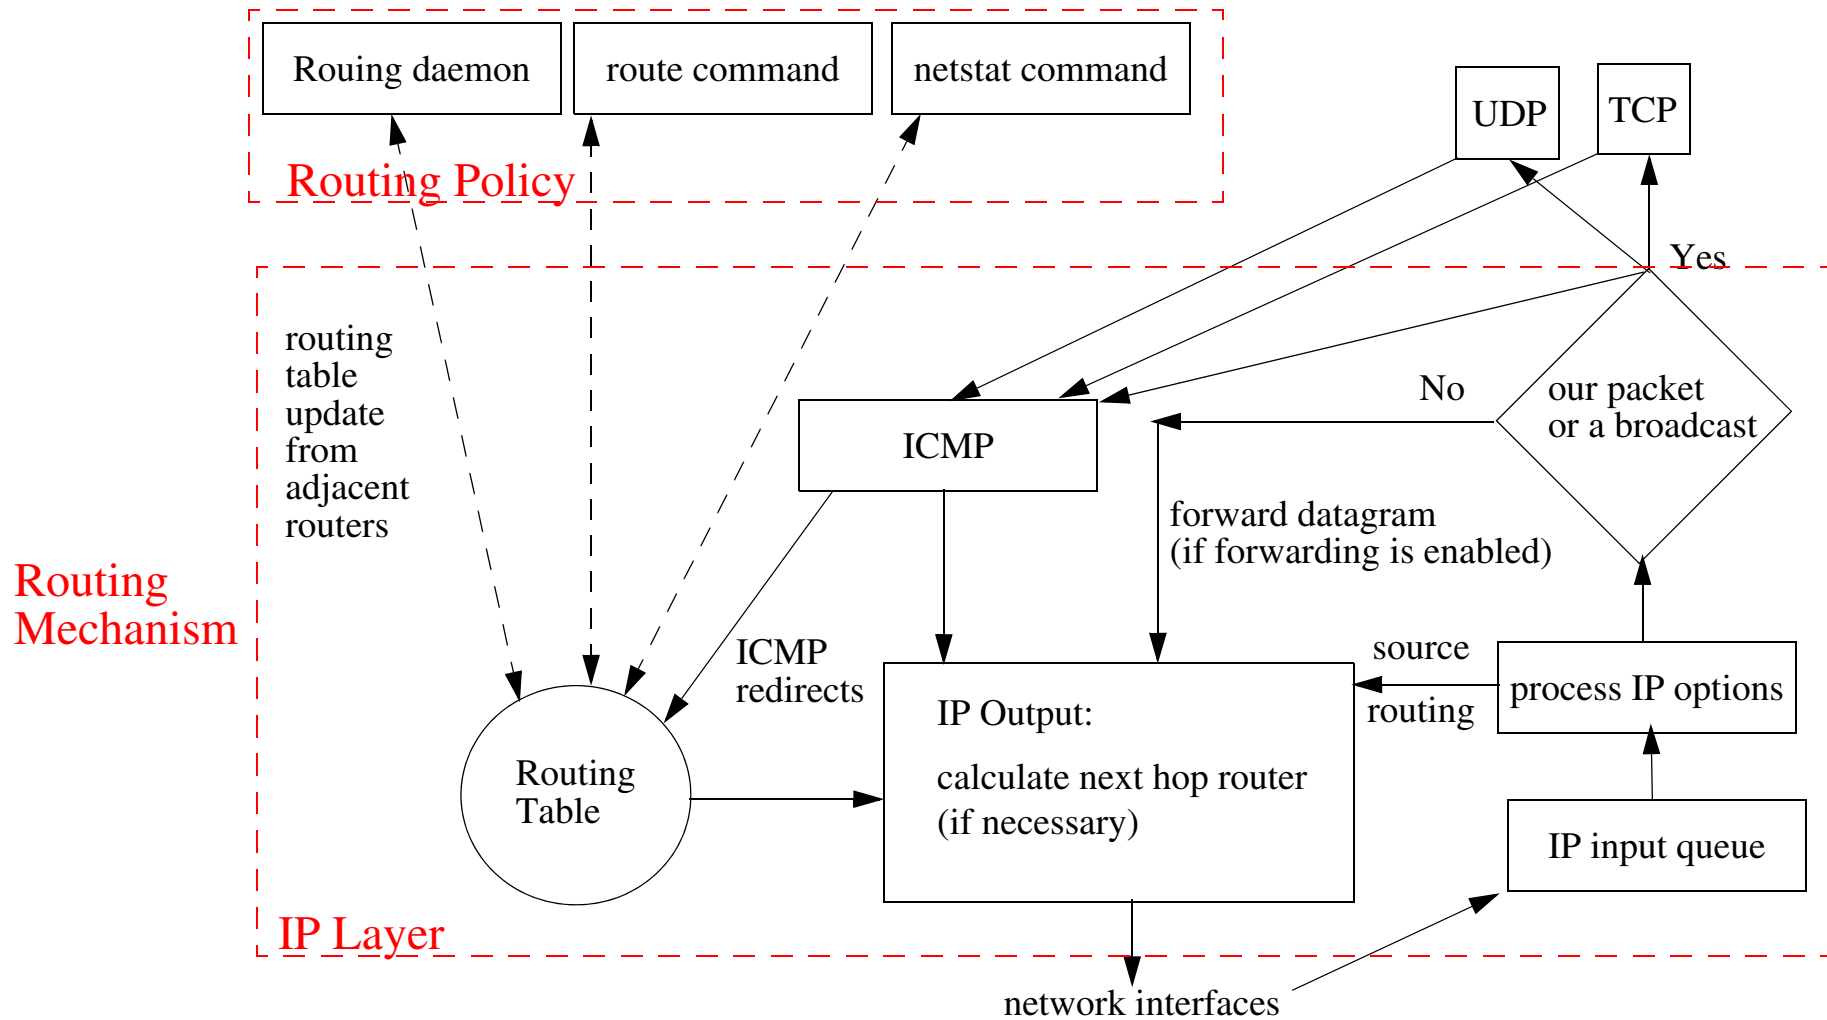 Rouing daemon
route command
netstat command
UDP
TCP
Routing Policy
Yes
routing
table
update
from
adjacent
routers
No
our packet
or a broadcast
ICMP
forward datagram
(if forwarding is enabled)
Routing
Mechanism
ICMP
redirects
source
routing
process IP options
IP Output:
calculate next hop router
(if necessary)
Routing
Table
IP input queue
IP Layer
network interfaces